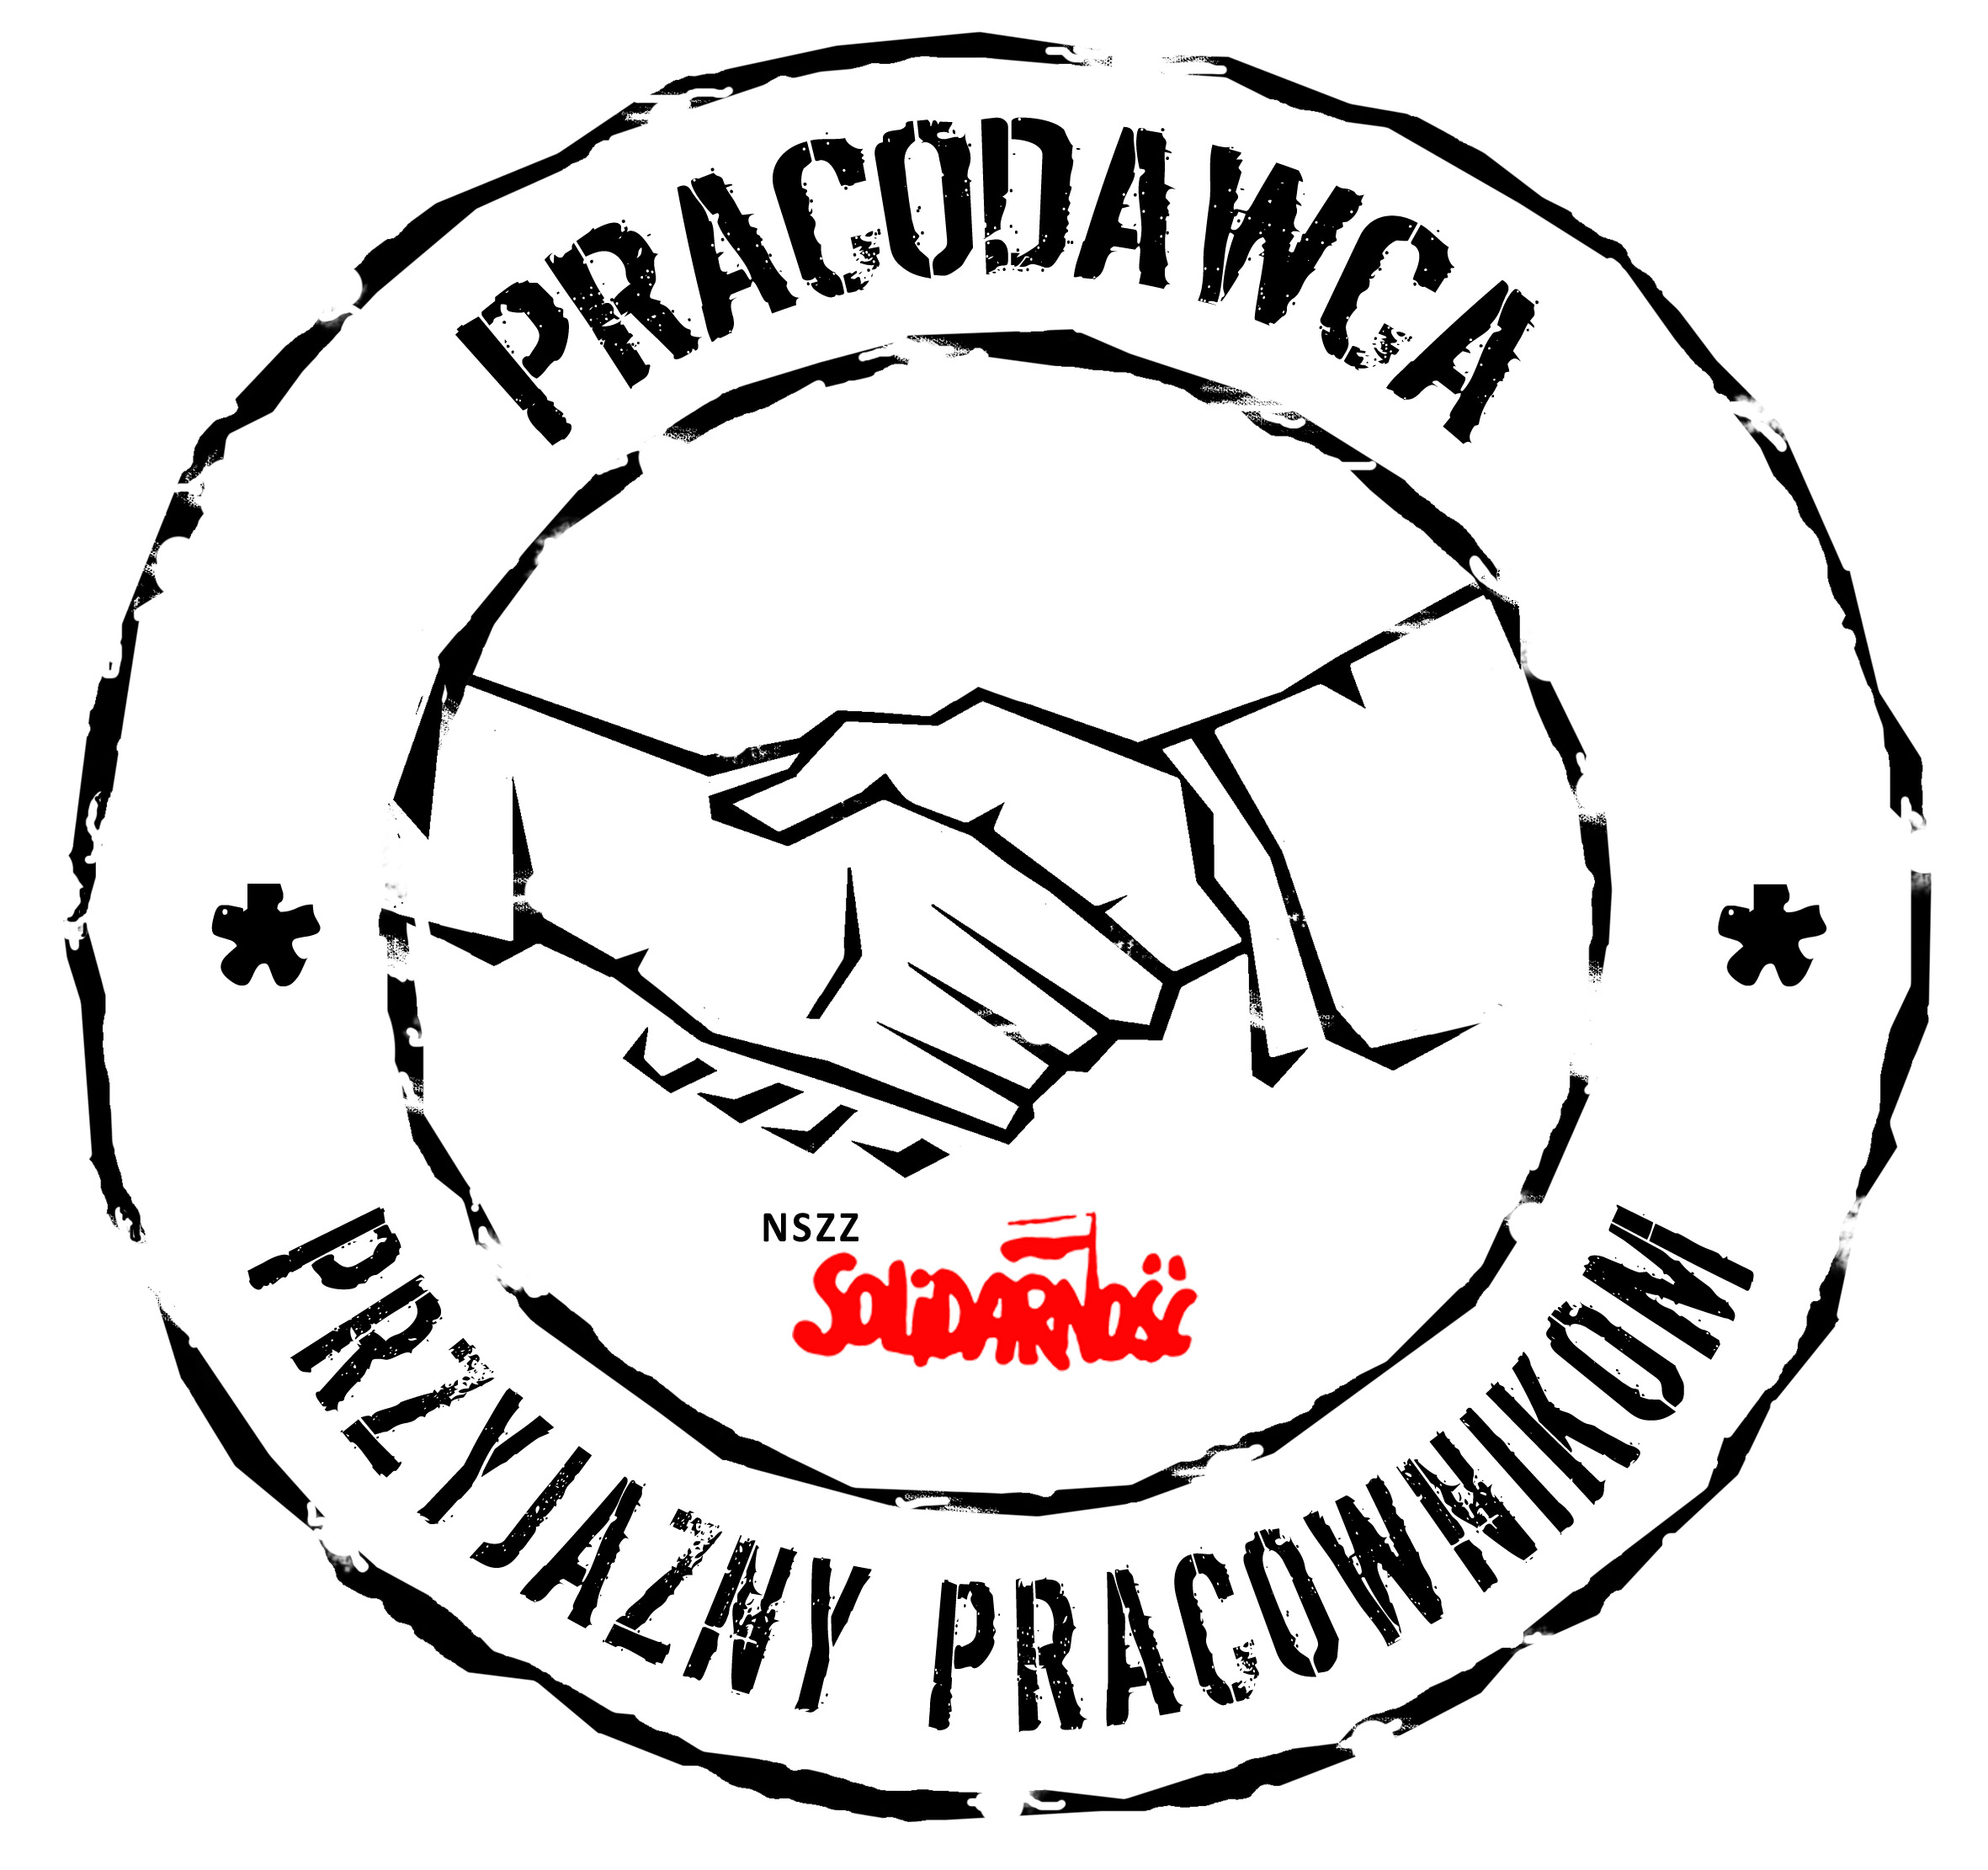 PRACODAWCA
* *
NSZZ
SOLiDARNOŚĆ
PRZYJAZNY PRACOWNIKOM